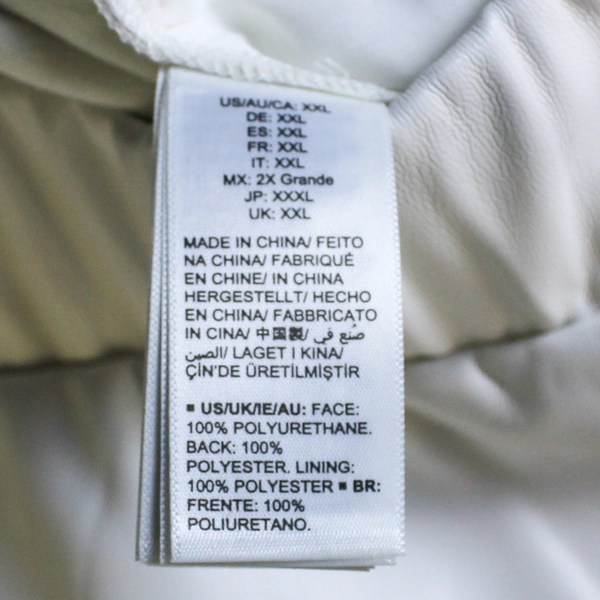 US/AU/CA: XXL
DE: XXL
ES: XXL
FR: XXL
IT: XXL
MX: 2X Grande
JP: XXXL
UK: XXL
MADE IN CHINA/ FEITO
NA CHINA/ FABRIQUÉ
EN CHINE/ IN CHINA
HERGESTELLT/ HECHO
EN CHINA/ FABBRICATO
IN CINA/ 中国製/ صُنع في
الصين/ LAGET I KINA/
ÇİN'DE ÜRETİLMİŞTİR
▪ US/UK/IE/AU: FACE:
100% POLYURETHANE.
BACK: 100%
POLYESTER. LINING:
100% POLYESTER ▪ BR:
FRENTE: 100%
POLIURETANO.